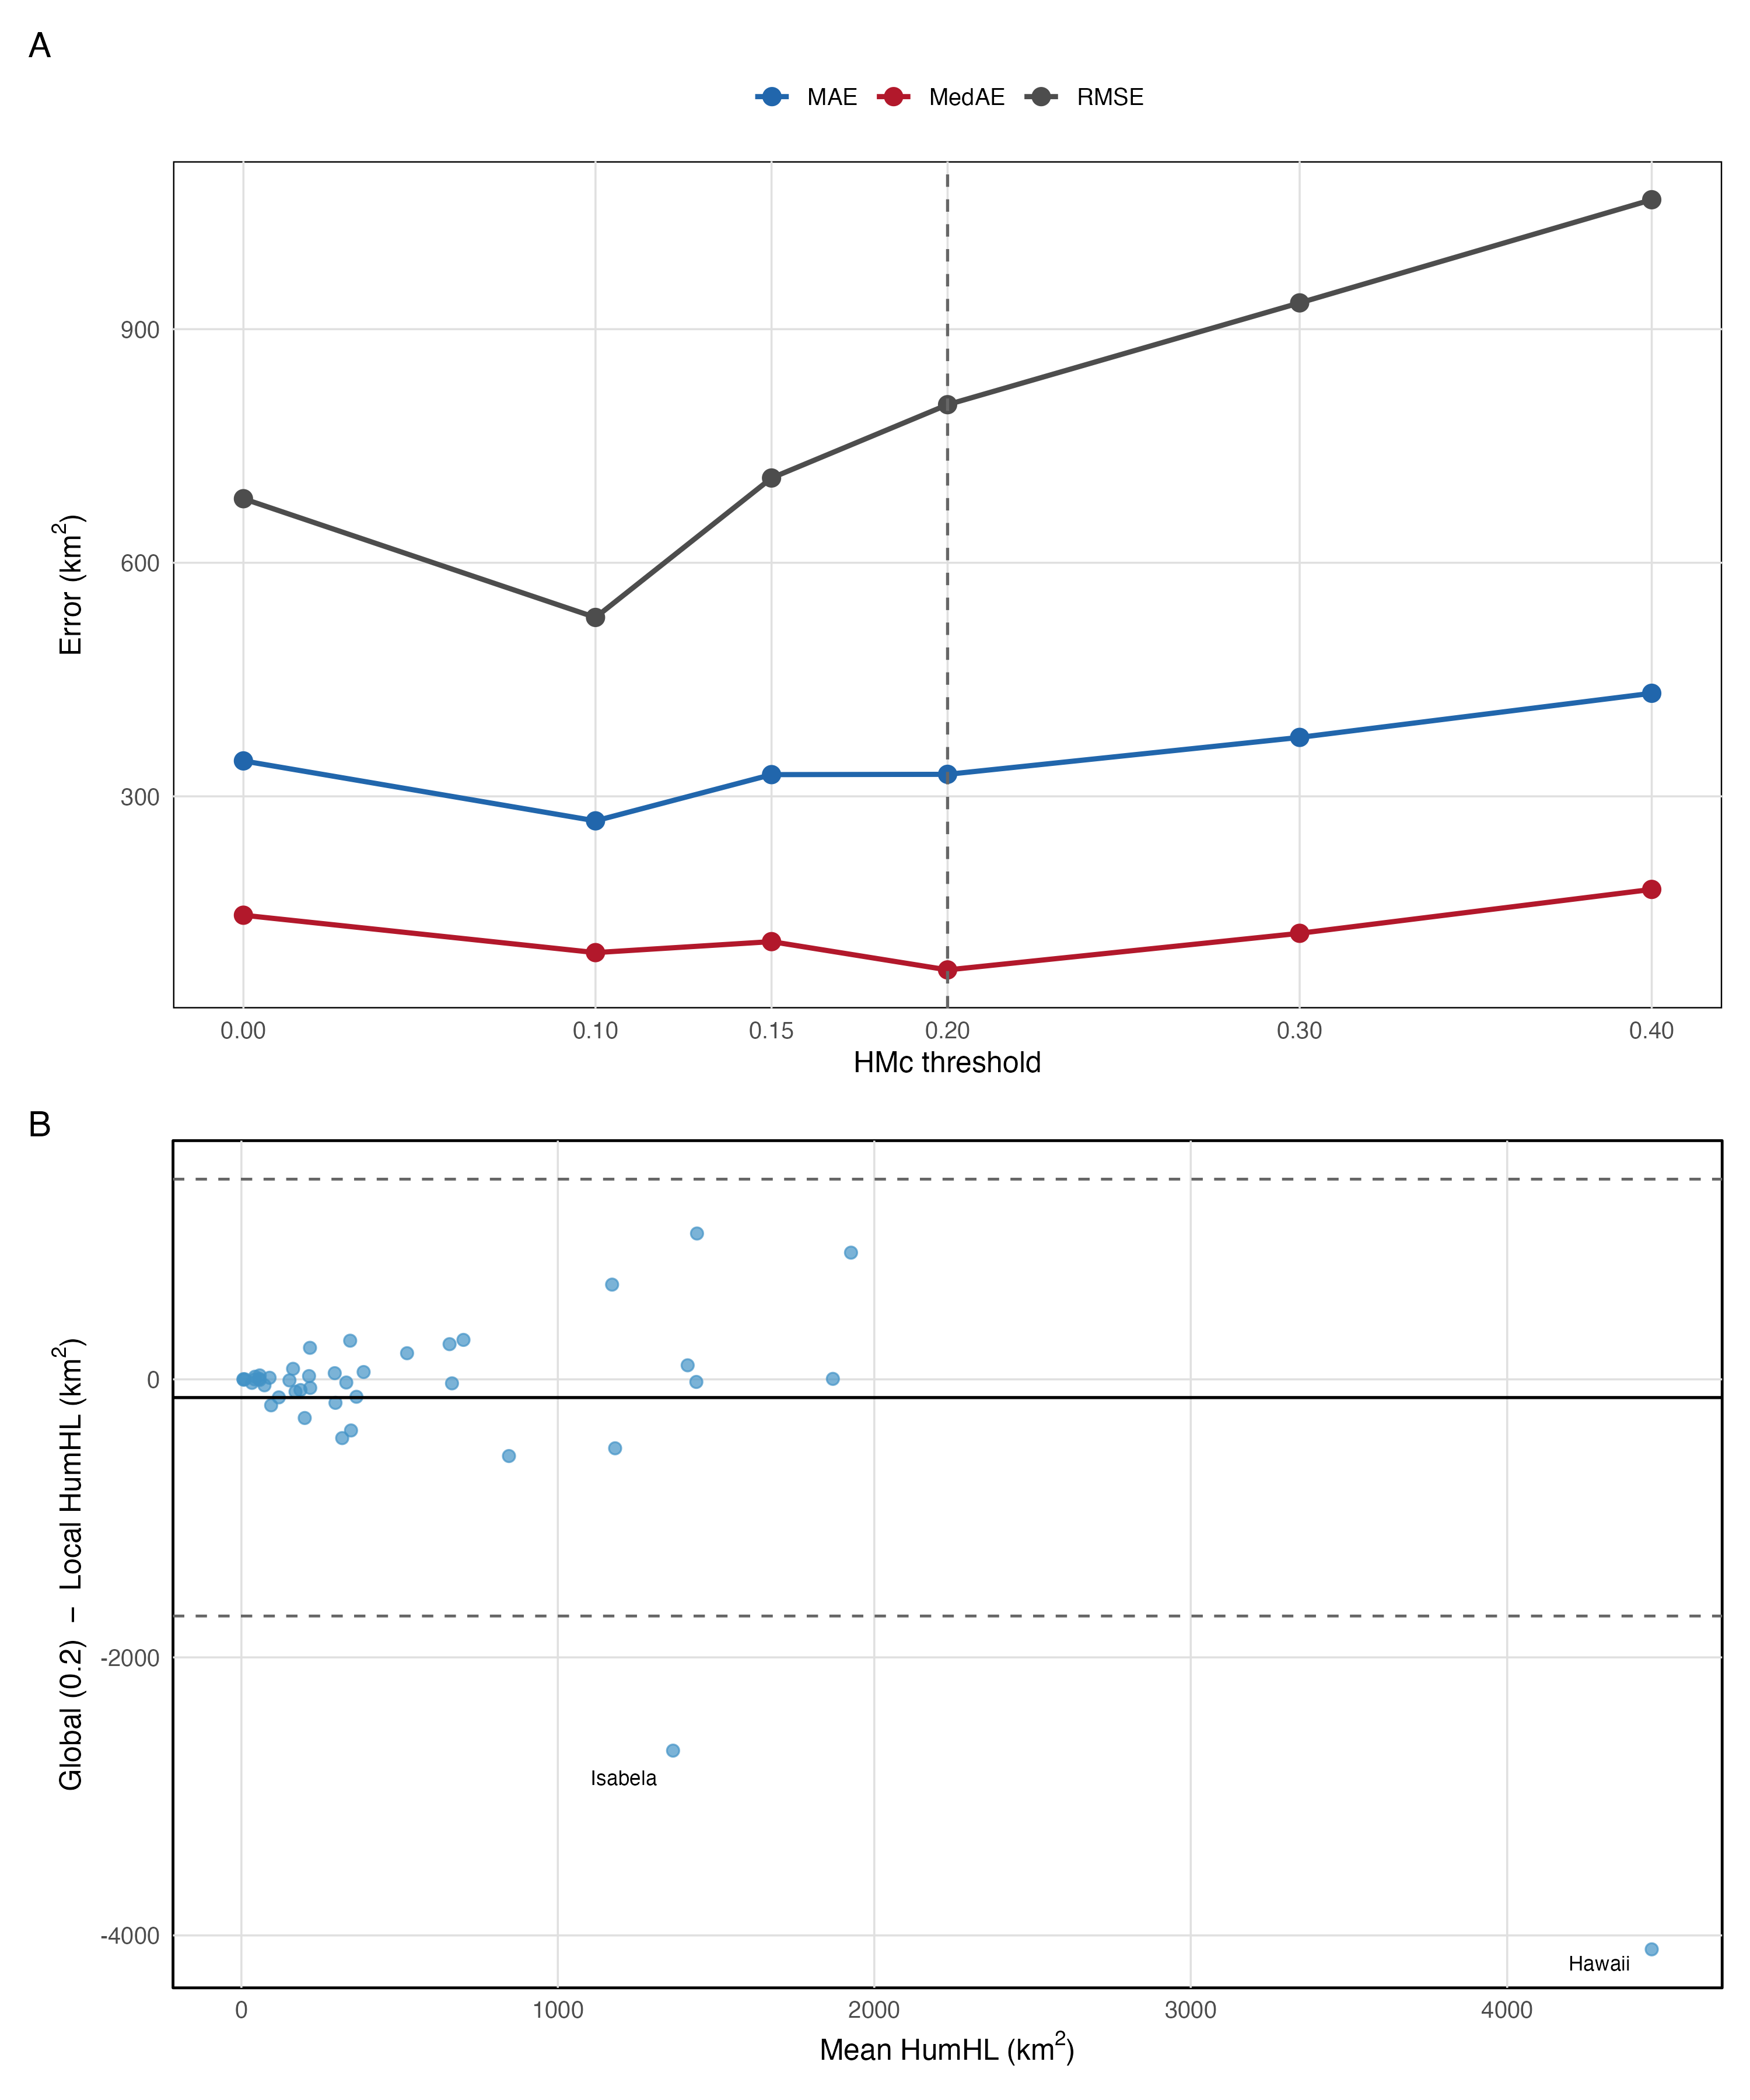 A
MAE MedAE RMSE
Error (km²)
900
600
300
0.00 0.10 0.15 0.20 0.30 0.40
HMc threshold
B
Global (0.2) − Local HumHL (km²)
0
-2000
-4000
Isabela
Hawaii
0 1000 2000 3000 4000
Mean HumHL (km²)